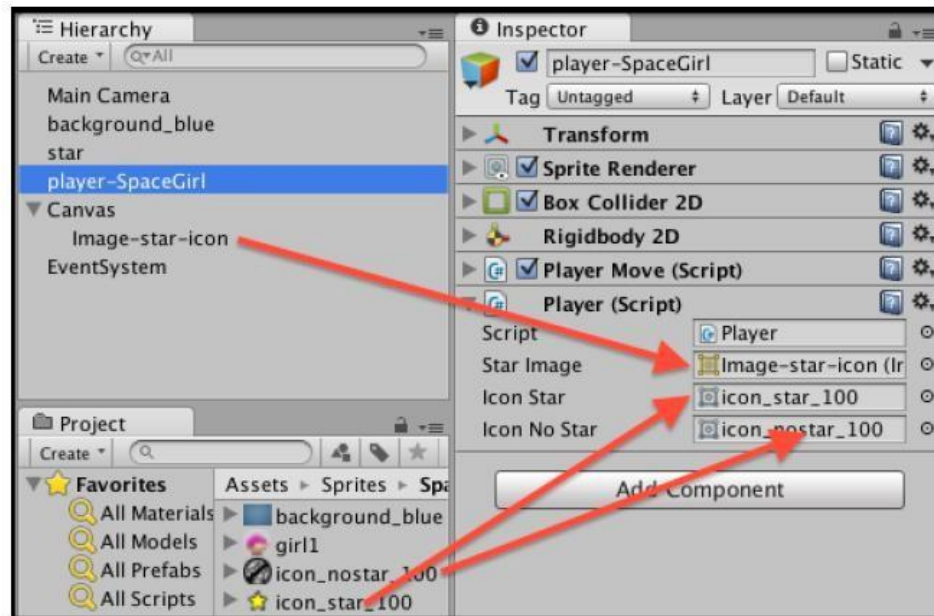 Hierarchy
Create
All
Main Camera
background_blue
star
player-SpaceGirl
Canvas
Image-star-icon
EventSystem
Project
Create
Favorites
All Materials
All Models
All Prefabs
All Scripts
Assets Sprites Spa
background_blue
girl1
icon_nostar_100
icon_star_100
Inspector
player-SpaceGirl Static
Tag Untagged Layer Default
Transform
Sprite Renderer
Box Collider 2D
Rigidbody 2D
Player Move (Script)
Player (Script)
Script Player
Star Image Image-star-icon (Ir
Icon Star icon_star_100
Icon No Star icon_nostar_100
Add Component